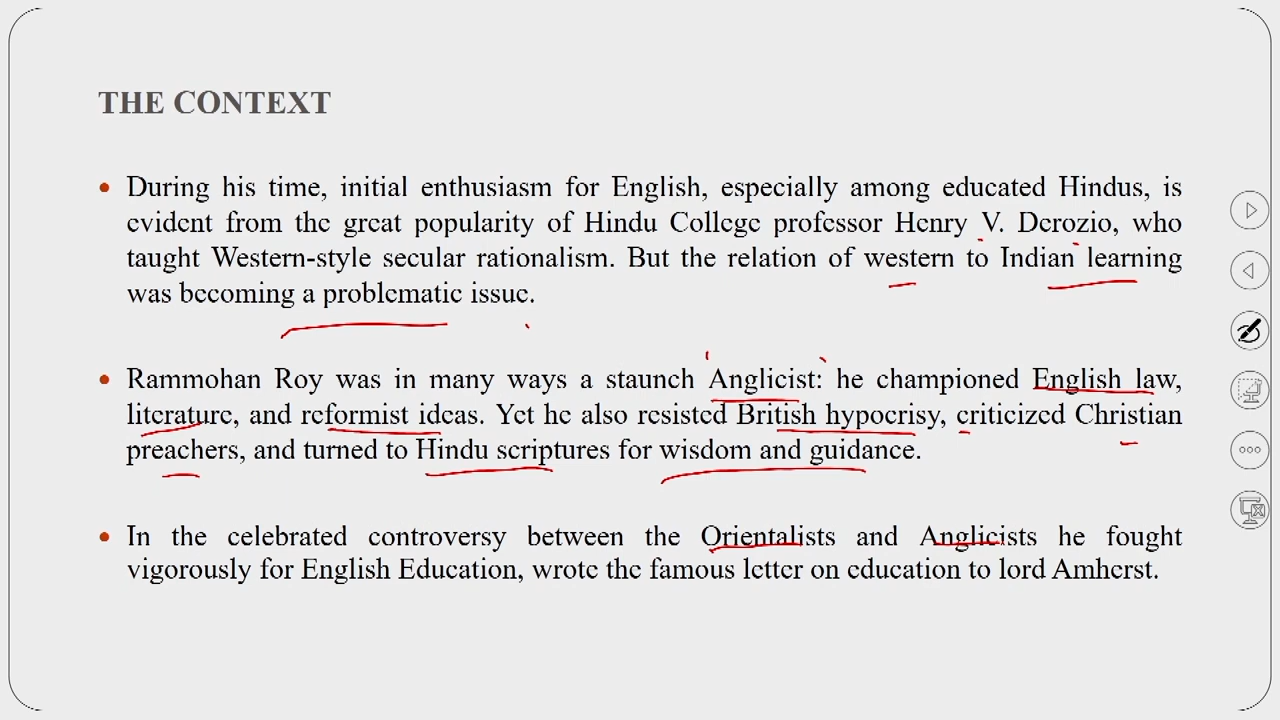 THE CONTEXT
• During his time, initial enthusiasm for English, especially among educated Hindus, is
evident from the great popularity of Hindu College professor Henry V. Derozio, who
taught Western-style secular rationalism. But the relation of western to Indian learning
was becoming a problematic issue.
• Rammohan Roy was in many ways a staunch Anglicist: he championed English law,
literature, and reformist ideas. Yet he also resisted British hypocrisy, criticized Christian
preachers, and turned to Hindu scriptures for wisdom and guidance.
• In the celebrated controversy between the Orientalists and Anglicists he fought
vigorously for English Education, wrote the famous letter on education to lord Amherst.